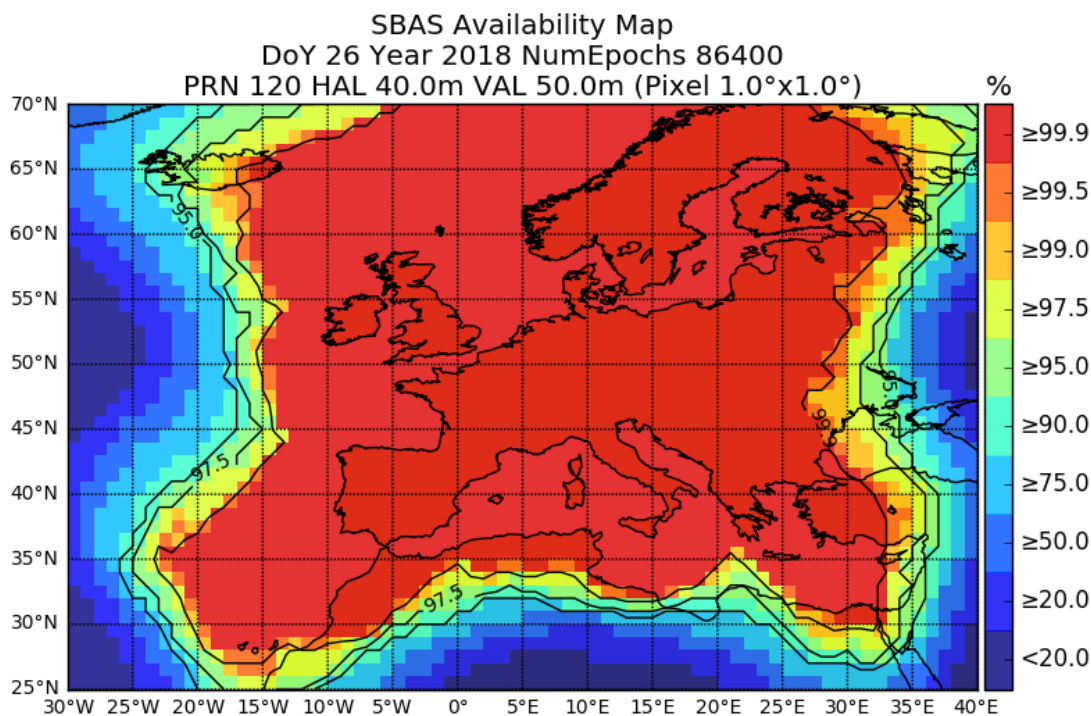 SBAS Availability Map
DoY 26 Year 2018 NumEpochs 86400
PRN 120 HAL 40.0m VAL 50.0m (Pixel 1.0°x1.0°)
%
70°N
65°N
60°N
55°N
50°N
45°N
40°N
35°N
30°N
25°N
95.0
97.5
97.5
95.0
30°W 25°W 20°W 15°W 10°W 5°W 0° 5°E 10°E 15°E 20°E 25°E 30°E 35°E 40°E
≥99.9
≥99.5
≥99.0
≥97.5
≥95.0
≥90.0
≥75.0
≥50.0
≥20.0
<20.0